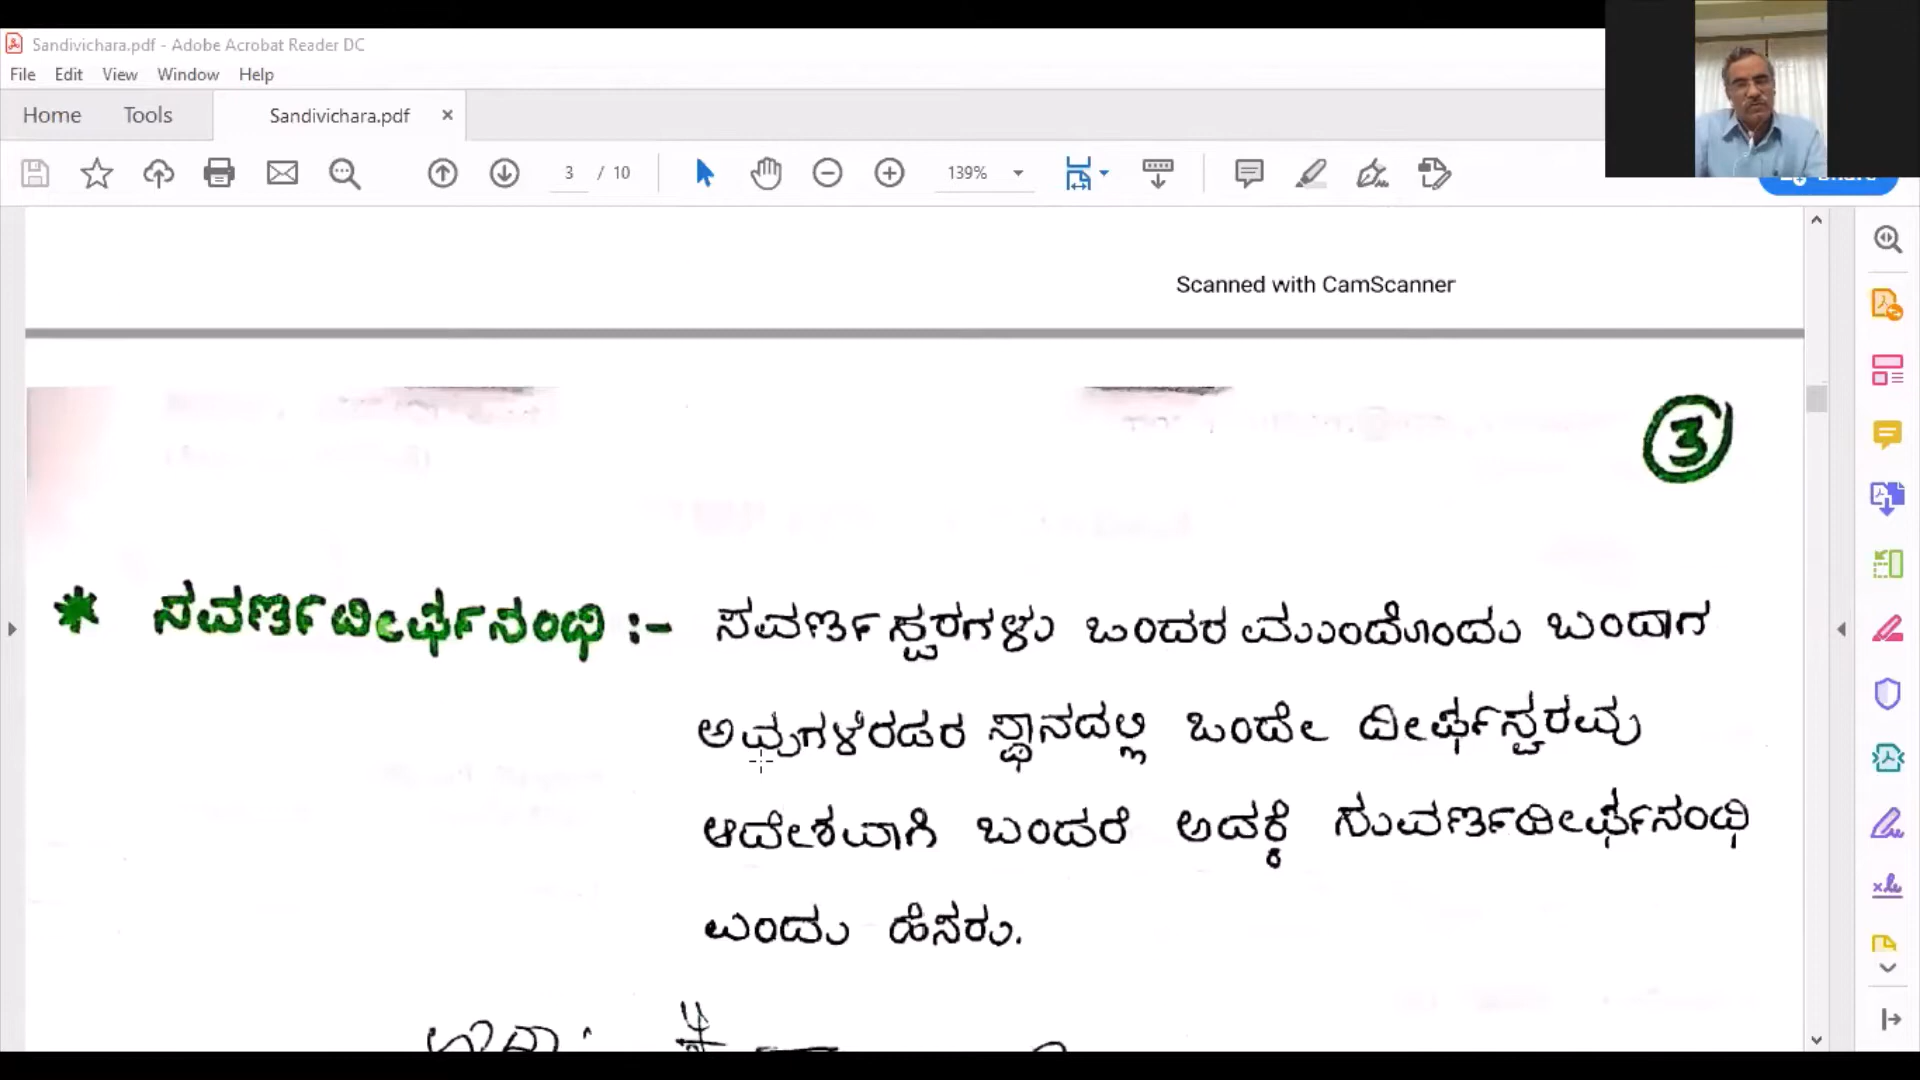 Sandivichara.pdf - Adobe Acrobat Reader DC
File Edit View Window Help
Home Tools Sandivichara.pdf ×
3 / 10 139%
Scanned with CamScanner
3
* ಸವರ್ಣದೀರ್ಘಸಂಧಿ :- ಸವರ್ಣಸ್ವರಗಳು ಒಂದರ ಮುಂದೊಂದು ಬಂದಾಗ
ಅವುಗಳೆರಡರ ಸ್ಥಾನದಲ್ಲಿ ಒಂದೇ ದೀರ್ಘಸ್ವರವು
ಆದೇಶವಾಗಿ ಬಂದರೆ ಅದಕ್ಕೆ ಸುವರ್ಣದೀರ್ಘಸಂಧಿ
ಎಂದು ಹೆಸರು.